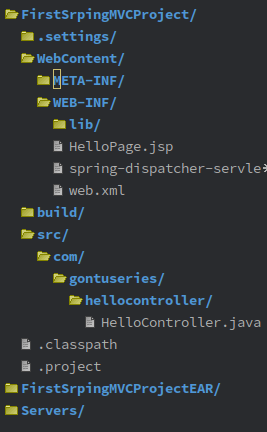 FirstSrpingMVCProject/
.settings/
WebContent/
META-INF/
WEB-INF/
lib/
HelloPage.jsp
spring-dispatcher-servle
web.xml
build/
src/
com/
gontuseries/
hellocontroller/
HelloController.java
.classpath
.project
FirstSrpingMVCProjectEAR/
Servers/